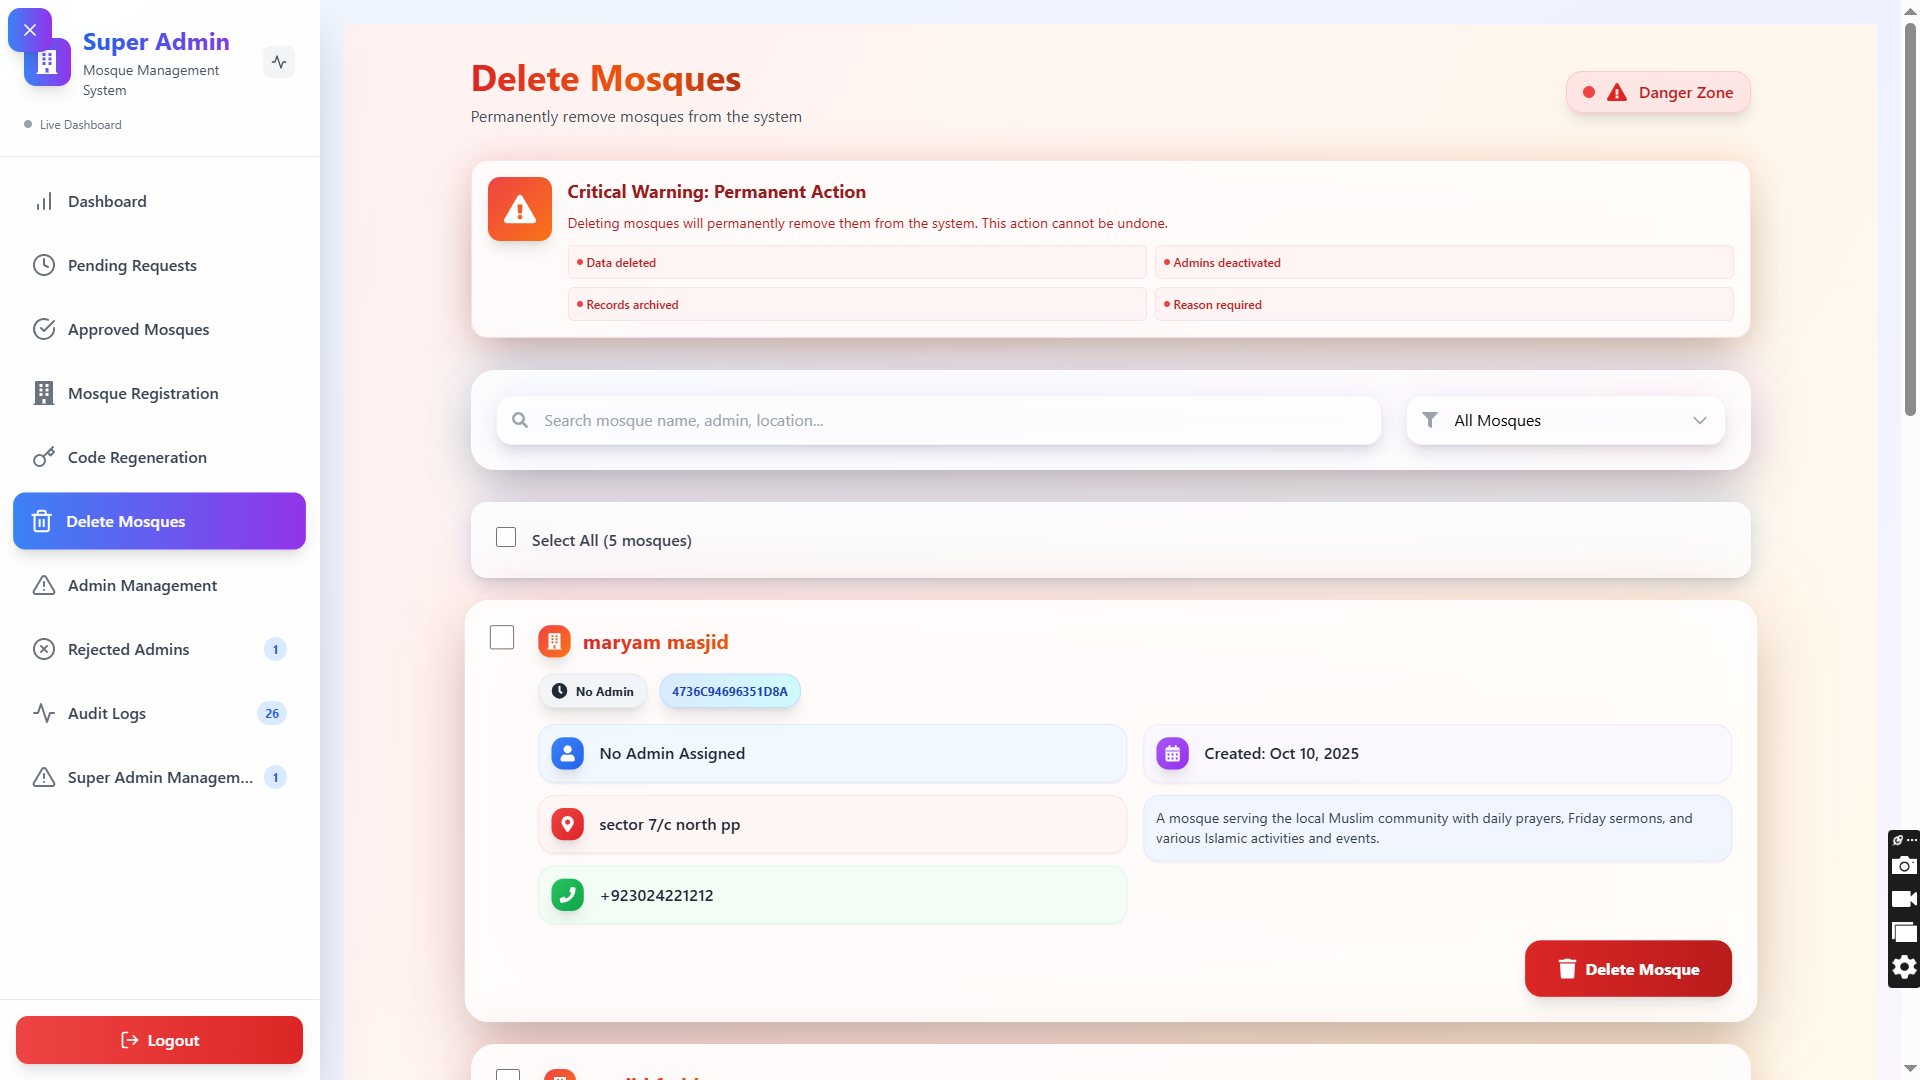 Super Admin
Mosque Management
System
Live Dashboard
Dashboard
Pending Requests
Approved Mosques
Mosque Registration
Code Regeneration
Delete Mosques
Admin Management
Rejected Admins 1
Audit Logs 26
Super Admin Managem... 1
Logout
Delete Mosques
Permanently remove mosques from the system
Danger Zone
Critical Warning: Permanent Action
Deleting mosques will permanently remove them from the system. This action cannot be undone.
Data deleted
Admins deactivated
Records archived
Reason required
Search mosque name, admin, location...
All Mosques
Select All (5 mosques)
maryam masjid
No Admin
4736C94696351D8A
No Admin Assigned
Created: Oct 10, 2025
sector 7/c north pp
A mosque serving the local Muslim community with daily prayers, Friday sermons, and
various Islamic activities and events.
+923024221212
Delete Mosque